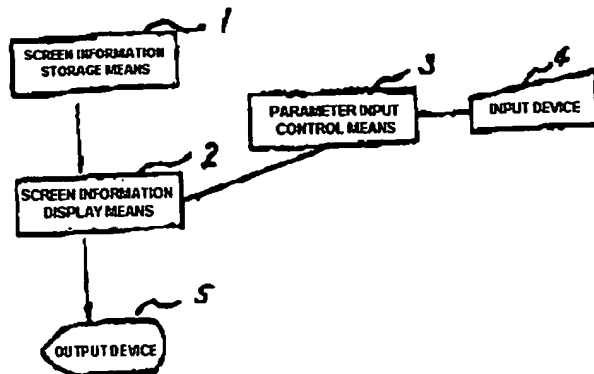 1
SCREEN INFORMATION
STORAGE MEANS
3
PARAMETER INPUT
CONTROL MEANS
4
INPUT DEVICE
2
SCREEN INFORMATION
DISPLAY MEANS
5
OUTPUT DEVICE